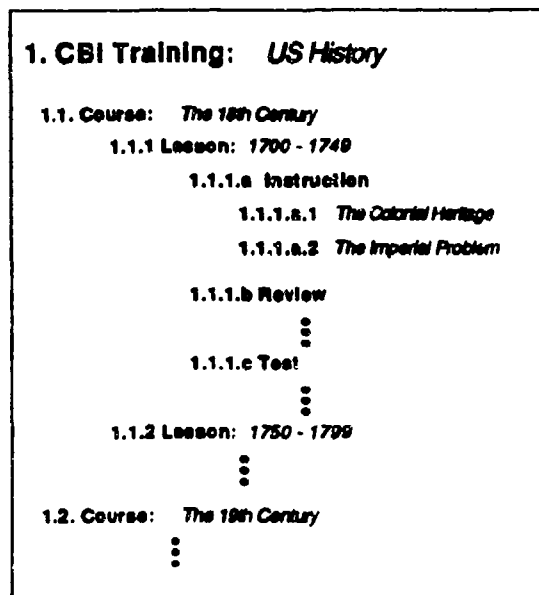 1. CBI Training: US History
1.1. Course: The 18th Century
1.1.1 Lesson: 1700 - 1749
1.1.1.a Instruction
1.1.1.a.1 The Colonial Heritage
1.1.1.a.2 The Imperial Problem
1.1.1.b Review
1.1.1.c Test
1.1.2 Lesson: 1750 - 1799
1.2. Course: The 19th Century